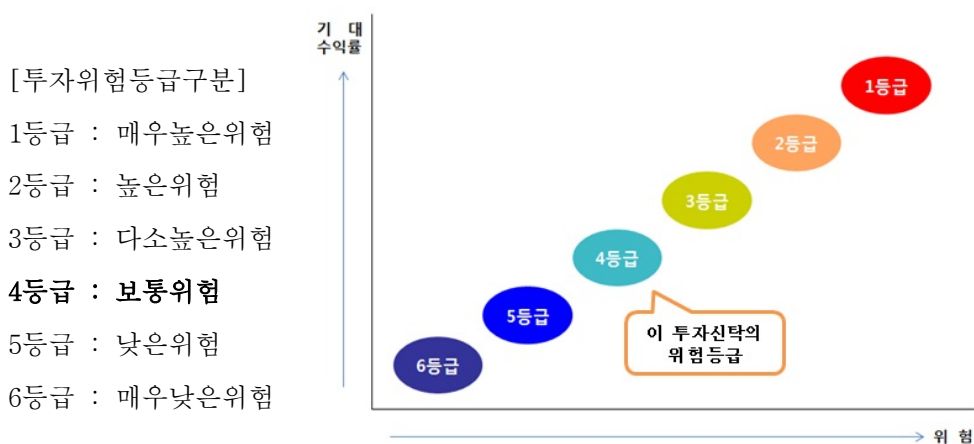 [투자위험등급구분]
1등급 : 매우높은위험
2등급 : 높은위험
3등급 : 다소높은위험
4등급 : 보통위험
5등급 : 낮은위험
6등급 : 매우낮은위험
기 대
수익률
1등급
2등급
3등급
4등급
5등급
6등급
이 투자신탁의
위험등급
위 험